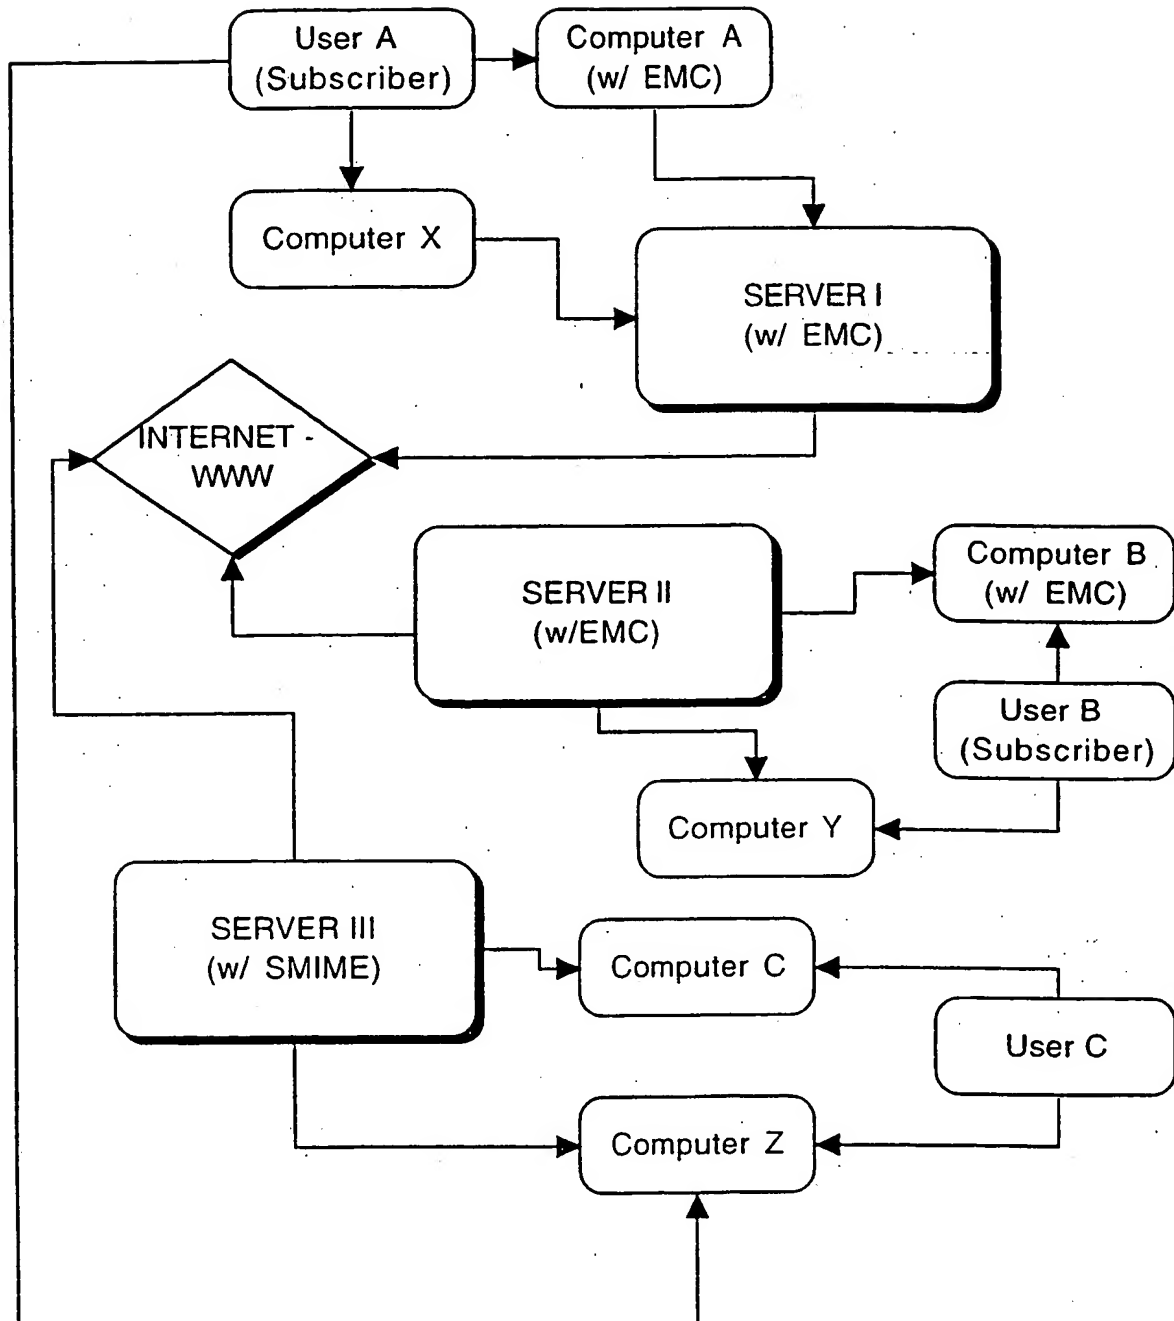 User A
(Subscriber)
Computer A
(w/ EMC)
Computer X
SERVER I
(w/ EMC)
INTERNET -
WWW
SERVER II
(w/EMC)
Computer B
(w/ EMC)
User B
(Subscriber)
Computer Y
SERVER III
(w/ SMIME)
Computer C
User C
Computer Z